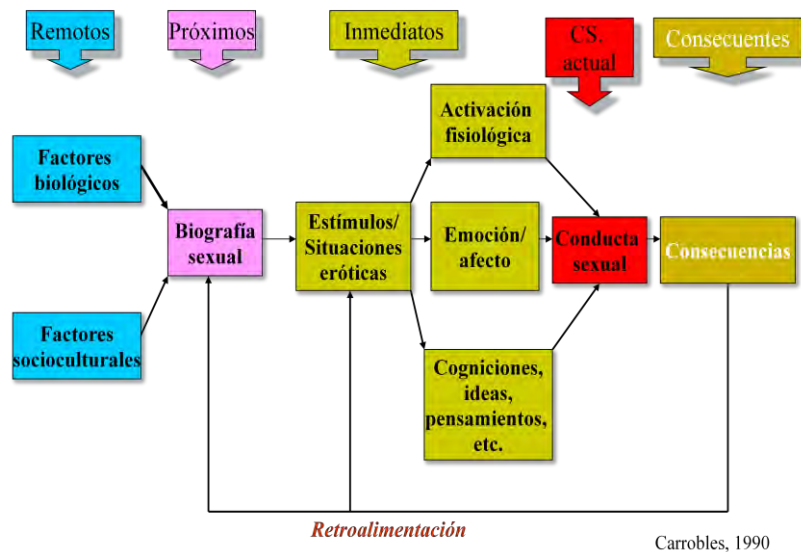 Remotos
Próximos
Inmediatos
CS.
actual
Consecuentes
Activación
fisiológica
Factores
biológicos
Biografía
sexual
Estímulos/
Situaciones
eróticas
Emoción/
afecto
Conducta
sexual
Consecuencias
Factores
socioculturales
Cogniciones,
ideas,
pensamientos,
etc.
Retroalimentación
Carrobles, 1990